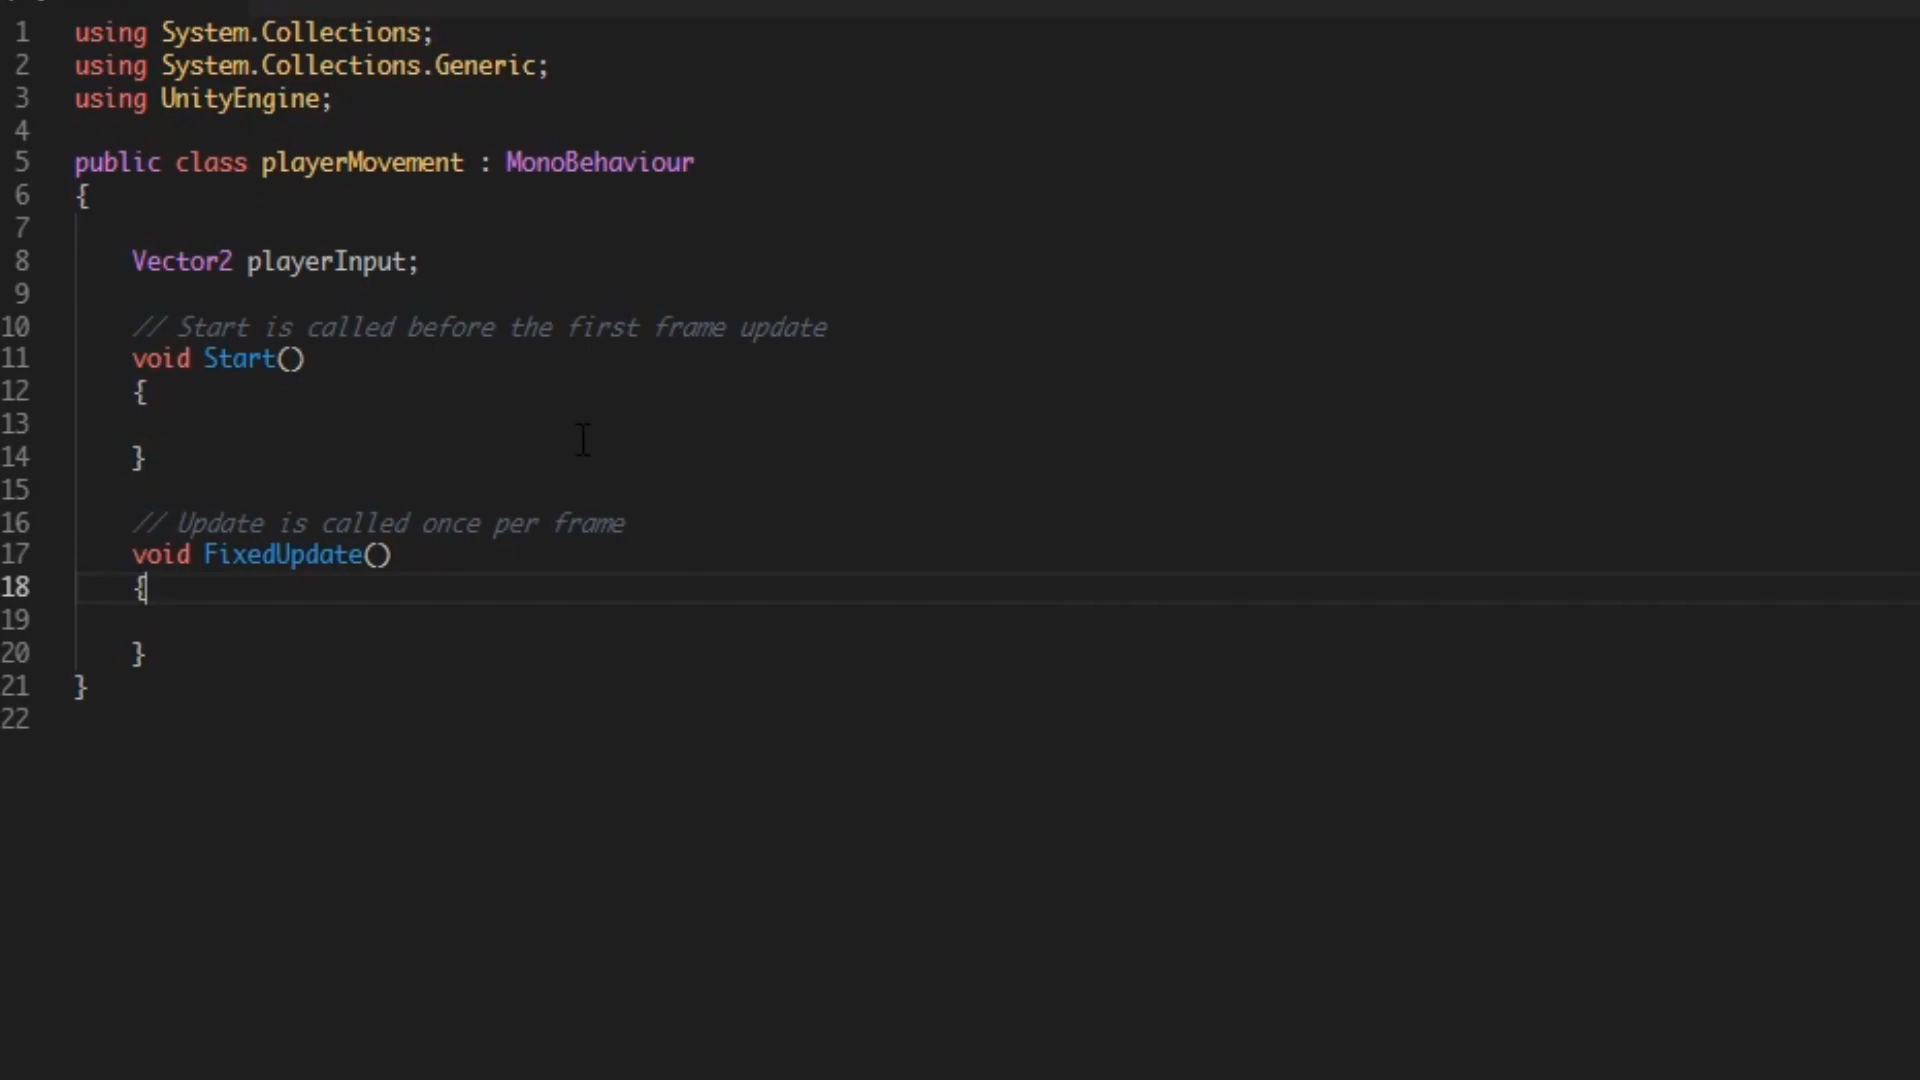 1 using System.Collections;
2 using System.Collections.Generic;
3 using UnityEngine;
4
5 public class playerMovement : MonoBehaviour
6 {
7
8 Vector2 playerInput;
9
10 // Start is called before the first frame update
11 void Start()
12 {
13
14 }
15
16 // Update is called once per frame
17 void FixedUpdate()
18 {
19
20 }
21 }
22